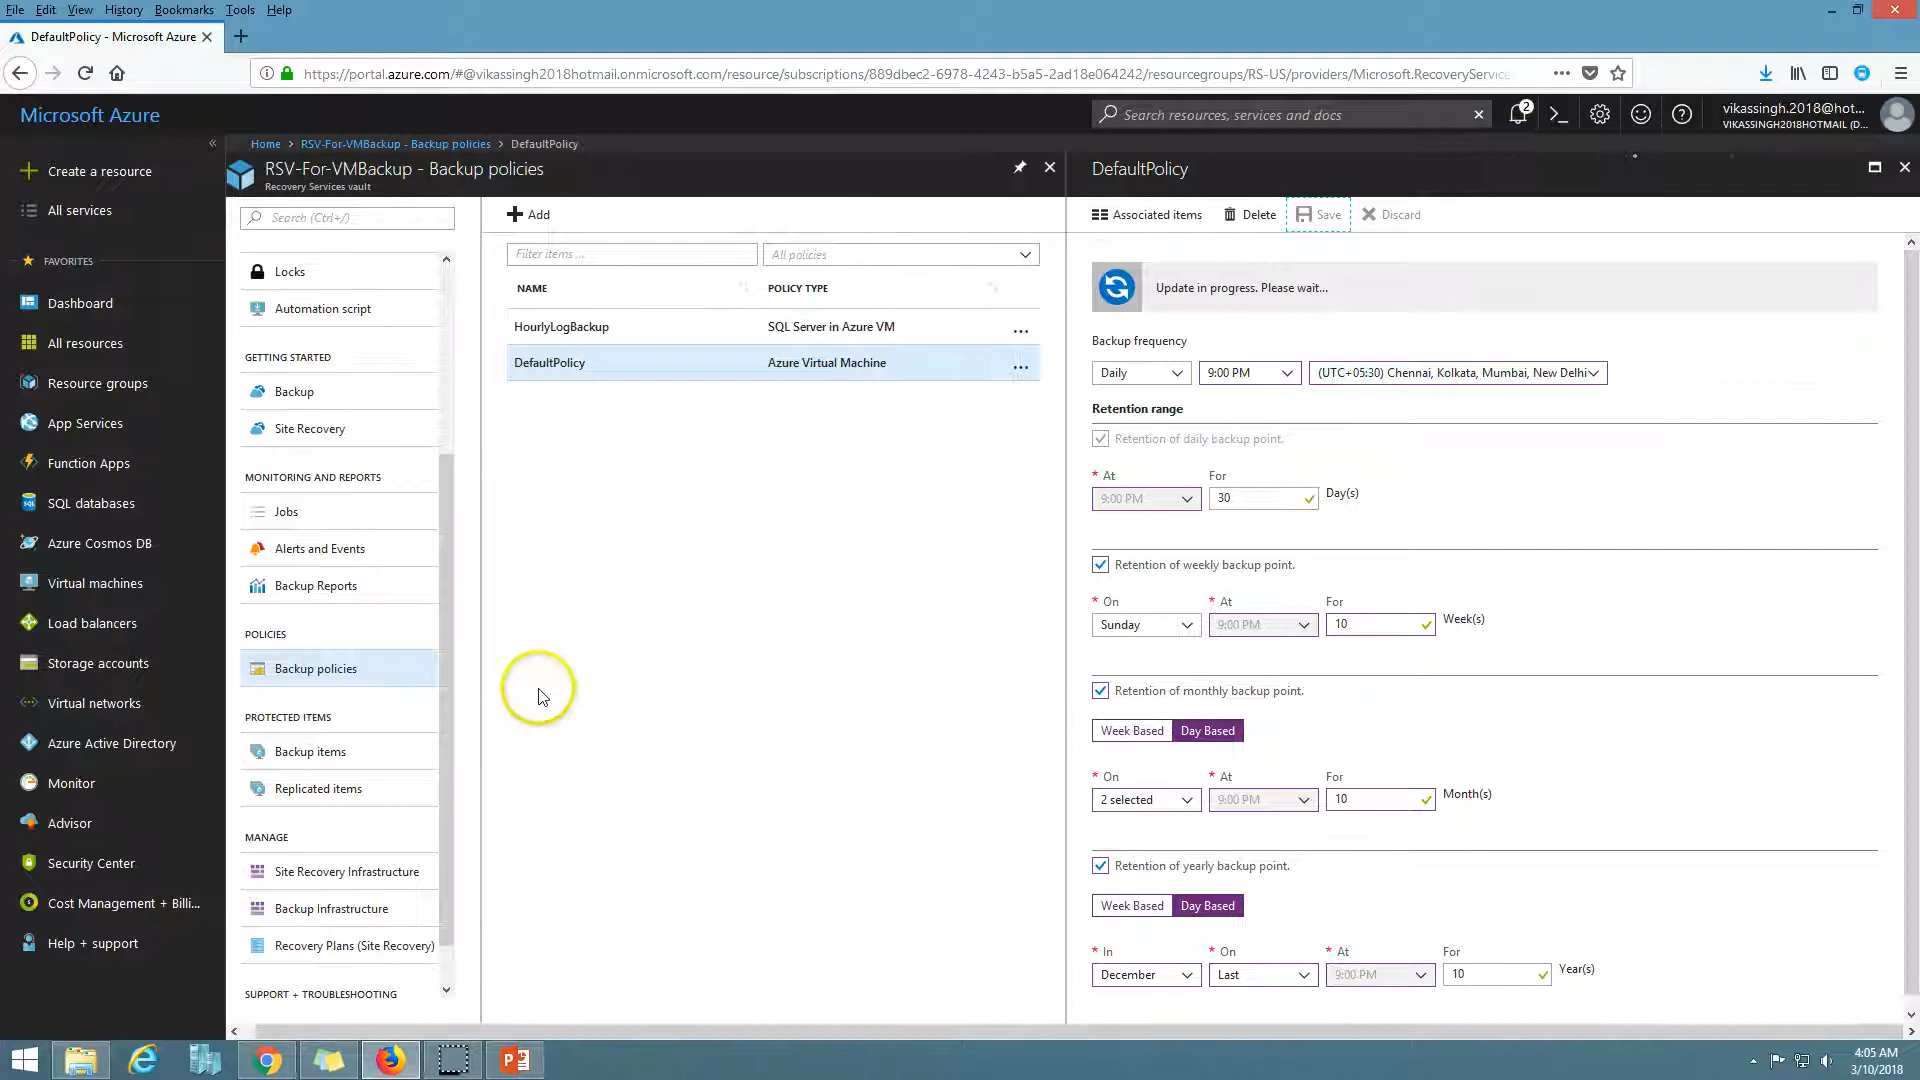 File Edit View History Bookmarks Tools Help
DefaultPolicy - Microsoft Azure
https://portal.azure.com/#@vikassingh2018hotmail.onmicrosoft.com/resource/subscriptions/889dbec2-6978-4243-b5a5-2ad18e064242/resourcegroups/RS-US/providers/Microsoft.RecoveryService
Microsoft Azure
Search resources, services and docs
2
vikassingh.2018@hot...
VIKASSINGH2018HOTMAIL (D...
Create a resource
All services
FAVORITES
Dashboard
All resources
Resource groups
App Services
Function Apps
SQL databases
Azure Cosmos DB
Virtual machines
Load balancers
Storage accounts
Virtual networks
Azure Active Directory
Monitor
Advisor
Security Center
Cost Management + Billi...
Help + support
Home > RSV-For-VMBackup - Backup policies > DefaultPolicy
RSV-For-VMBackup - Backup policies
Recovery Services vault
Search (Ctrl+/)
Locks
Automation script
GETTING STARTED
Backup
Site Recovery
MONITORING AND REPORTS
Jobs
Alerts and Events
Backup Reports
POLICIES
Backup policies
PROTECTED ITEMS
Backup items
Replicated items
MANAGE
Site Recovery Infrastructure
Backup Infrastructure
Recovery Plans (Site Recovery)
SUPPORT + TROUBLESHOOTING
Add
Filter items ...
All policies
NAME POLICY TYPE
HourlyLogBackup SQL Server in Azure VM ...
DefaultPolicy Azure Virtual Machine ...
DefaultPolicy
Associated items Delete Save Discard
Update in progress. Please wait...
Backup frequency
Daily 9:00 PM (UTC+05:30) Chennai, Kolkata, Mumbai, New Delhi
Retention range
Retention of daily backup point.
* At For
9:00 PM 30 Day(s)
Retention of weekly backup point.
* On * At For
Sunday 9:00 PM 10 Week(s)
Retention of monthly backup point.
Week Based Day Based
* On * At For
2 selected 9:00 PM 10 Month(s)
Retention of yearly backup point.
Week Based Day Based
* In * On * At For
December Last 9:00 PM 10 Year(s)
4:05 AM
3/10/2018